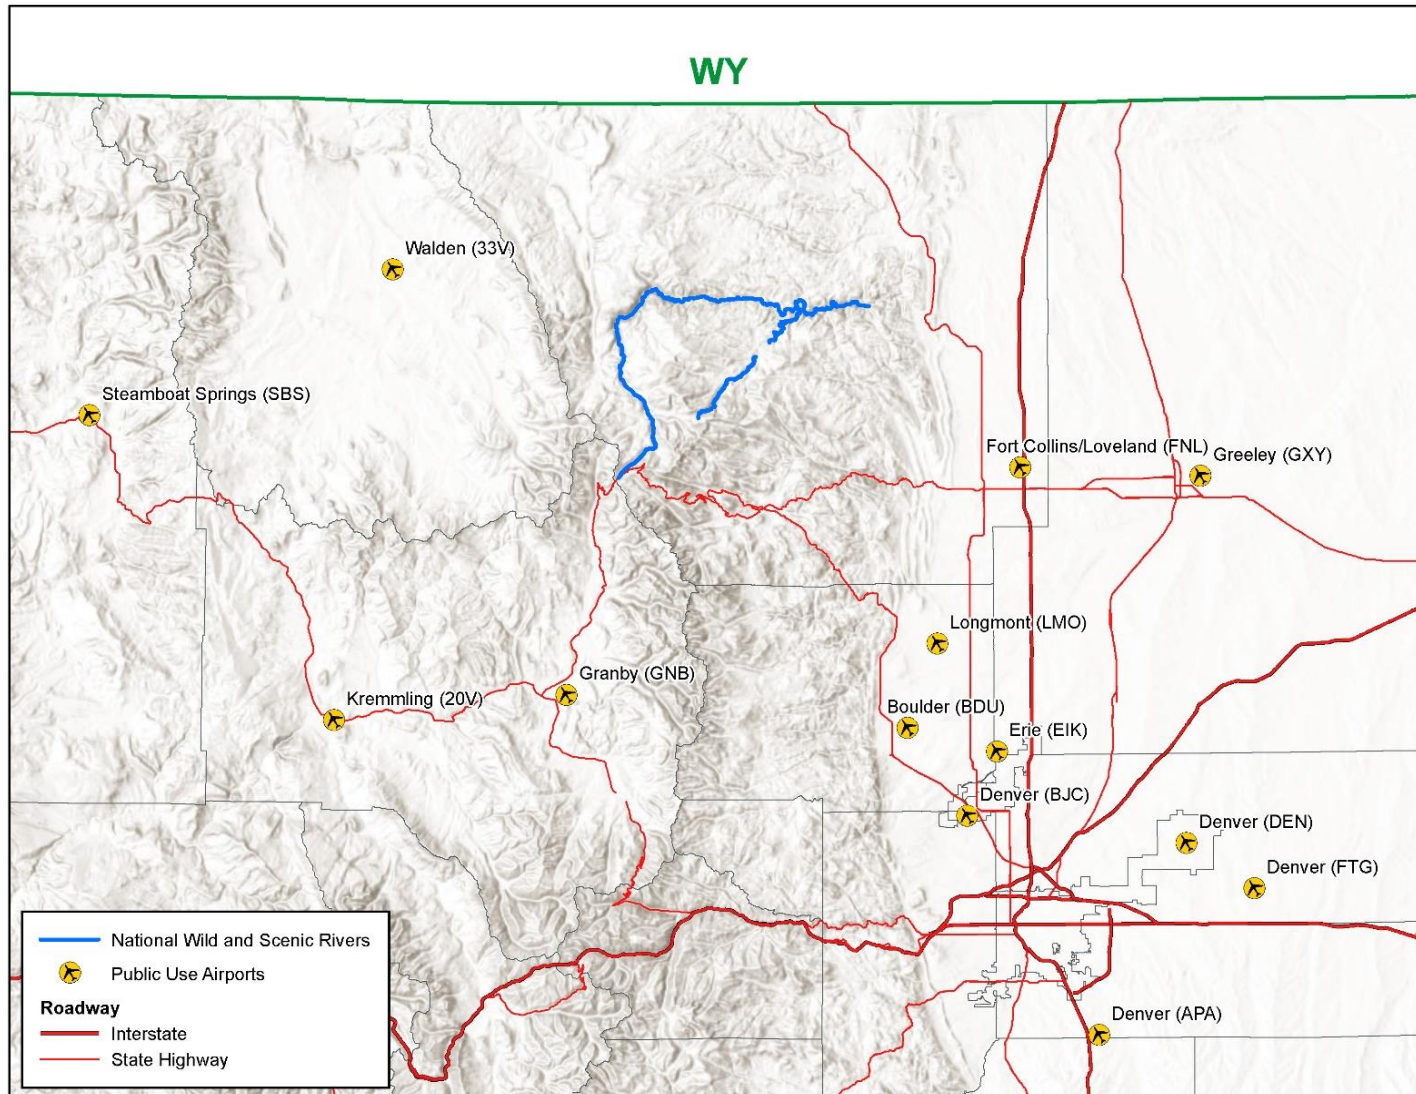 WY
Walden (33V)
Steamboat Springs (SBS)
Fort Collins/Loveland (FNL)
Greeley (GXY)
Longmont (LMO)
Granby (GNB)
Kremmling (20V)
Boulder (BDU)
Erie (EIK)
Denver (BJC)
Denver (DEN)
Denver (FTG)
Denver (APA)
National Wild and Scenic Rivers
Public Use Airports
Roadway
Interstate
State Highway